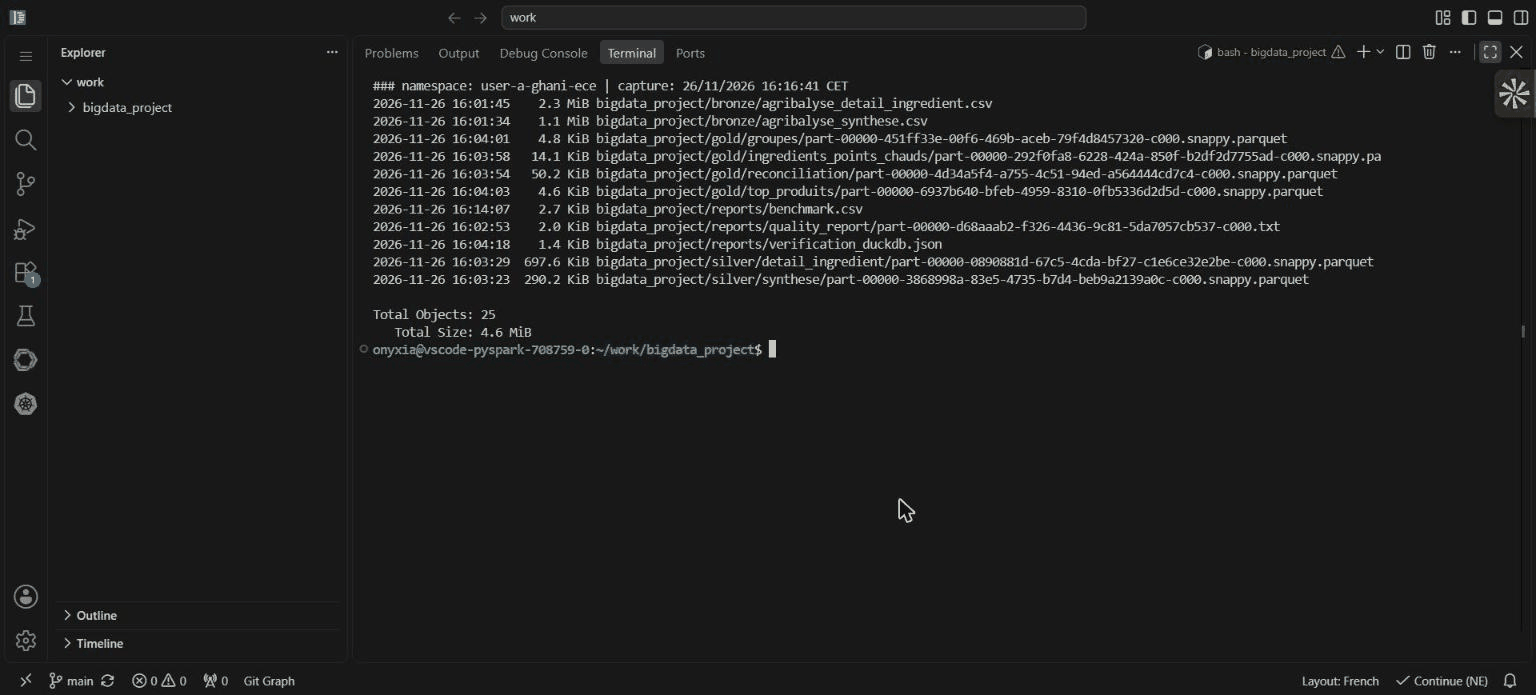 work
Explorer
work
bigdata_project
Outline
Timeline
Problems Output Debug Console Terminal Ports
bash - bigdata_project
### namespace: user-a-ghani-ece | capture: 26/11/2026 16:16:41 CET
2026-11-26 16:01:45    2.3 MiB bigdata_project/bronze/agribalyse_detail_ingredient.csv
2026-11-26 16:01:34    1.1 MiB bigdata_project/bronze/agribalyse_synthese.csv
2026-11-26 16:04:01    4.8 KiB bigdata_project/gold/groupes/part-00000-451ff33e-00f6-469b-aceb-79f4d8457320-c000.snappy.parquet
2026-11-26 16:03:58   14.1 KiB bigdata_project/gold/ingredients_points_chauds/part-00000-292f0fa8-6228-424a-850f-b2df2d7755ad-c000.snappy.pa
2026-11-26 16:03:54   50.2 KiB bigdata_project/gold/reconciliation/part-00000-4d34a5f4-a755-4c51-94ed-a564444cd7c4-c000.snappy.parquet
2026-11-26 16:04:03    4.6 KiB bigdata_project/gold/top_produits/part-00000-6937b640-bfeb-4959-8310-0fb5336d2d5d-c000.snappy.parquet
2026-11-26 16:14:07    2.7 KiB bigdata_project/reports/benchmark.csv
2026-11-26 16:02:53    2.0 KiB bigdata_project/reports/quality_report/part-00000-d68aaab2-f326-4436-9c81-5da7057cb537-c000.txt
2026-11-26 16:04:18    1.4 KiB bigdata_project/reports/verification_duckdb.json
2026-11-26 16:03:29  697.6 KiB bigdata_project/silver/detail_ingredient/part-00000-0890881d-67c5-4cda-bf27-c1e6ce32e2be-c000.snappy.parquet
2026-11-26 16:03:23  290.2 KiB bigdata_project/silver/synthese/part-00000-3868998a-83e5-4735-b7d4-beb9a2139a0c-c000.snappy.parquet
Total Objects: 25
Total Size: 4.6 MiB
onyxia@vscode-pyspark-708759-0:~/work/bigdata_project$
1
main 0 0 0 Git Graph Layout: French Continue (NE)